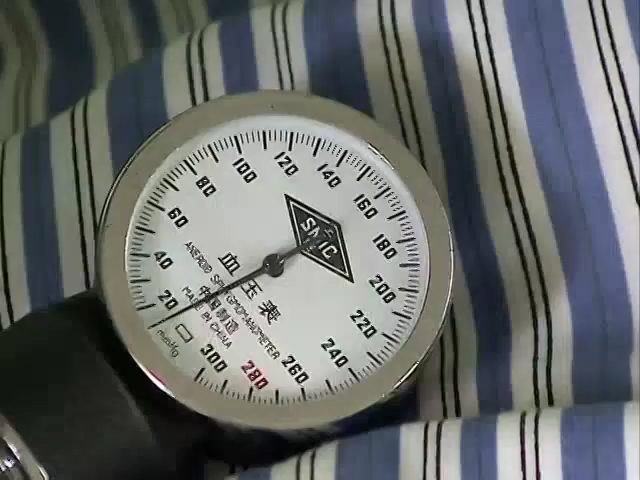 20
40
60
80
100
120
140
160
180
200
220
240
260
280
300
mmHg
SMIC
血压表
ANEROID SPHYGMOMANOMETER
中国制造
MADE IN CHINA